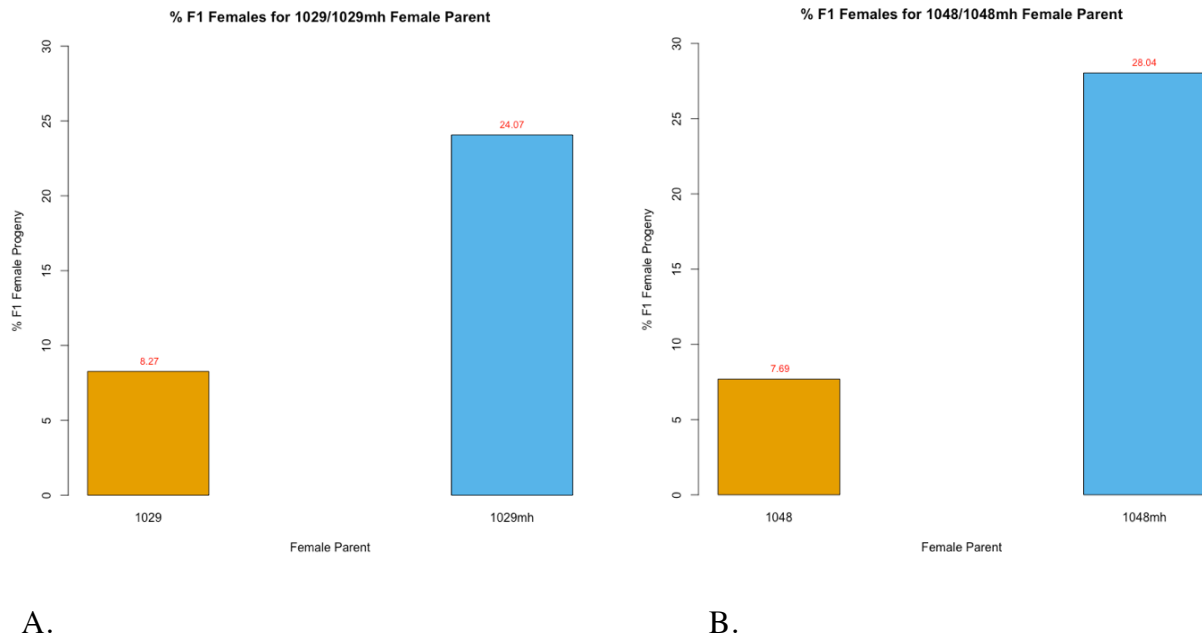 % F1 Females for 1029/1029mh Female Parent
% F1 Female Progeny
30
25
20
15
10
5
0
8.27
24.07
1029
1029mh
Female Parent
A.
% F1 Females for 1048/1048mh Female Parent
% F1 Female Progeny
30
25
20
15
10
5
0
7.69
28.04
1048
1048mh
Female Parent
B.